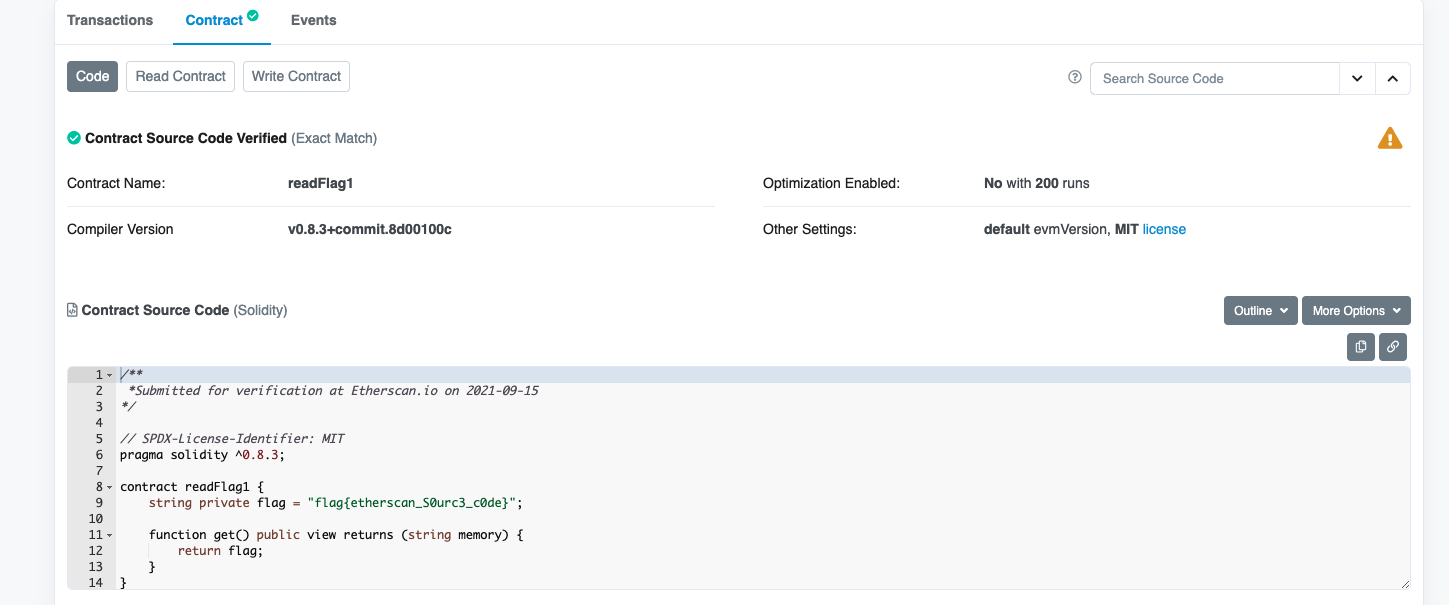 Transactions Contract Events
Code Read Contract Write Contract Search Source Code
Contract Source Code Verified (Exact Match)
Contract Name: readFlag1 Optimization Enabled: No with 200 runs
Compiler Version v0.8.3+commit.8d00100c Other Settings: default evmVersion, MIT license
Contract Source Code (Solidity) Outline More Options
1 /**
2 *Submitted for verification at Etherscan.io on 2021-09-15
3 */
4
5 // SPDX-License-Identifier: MIT
6 pragma solidity ^0.8.3;
7
8 contract readFlag1 {
9 string private flag = "flag{etherscan_S0urc3_c0de}";
10
11 function get() public view returns (string memory) {
12 return flag;
13 }
14 }